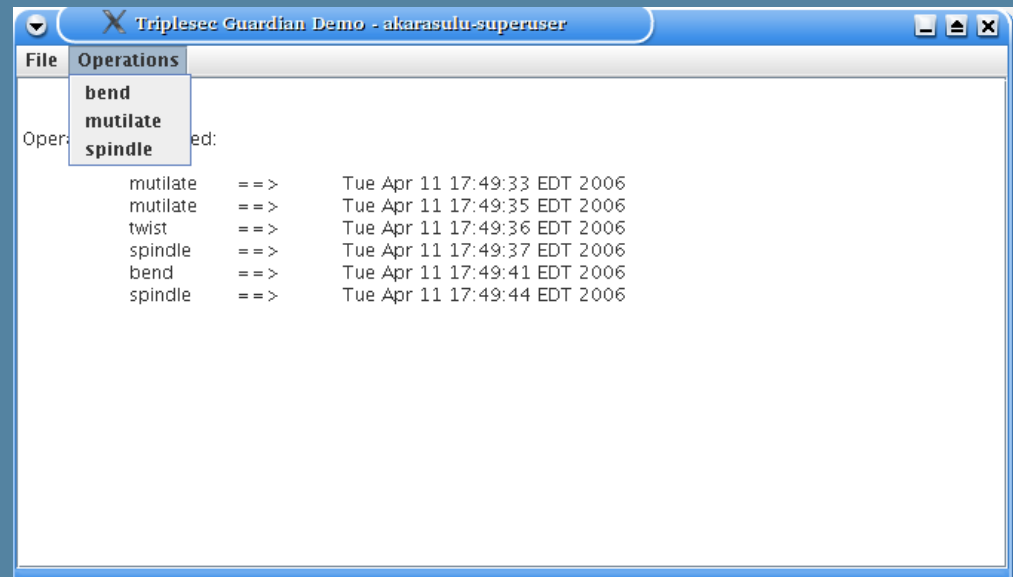 Triplesec Guardian Demo - akarasulu-superuser
File Operations
bend
mutilate
spindle
Oper ed:
mutilate ==> Tue Apr 11 17:49:33 EDT 2006
mutilate ==> Tue Apr 11 17:49:35 EDT 2006
twist ==> Tue Apr 11 17:49:36 EDT 2006
spindle ==> Tue Apr 11 17:49:37 EDT 2006
bend ==> Tue Apr 11 17:49:41 EDT 2006
spindle ==> Tue Apr 11 17:49:44 EDT 2006